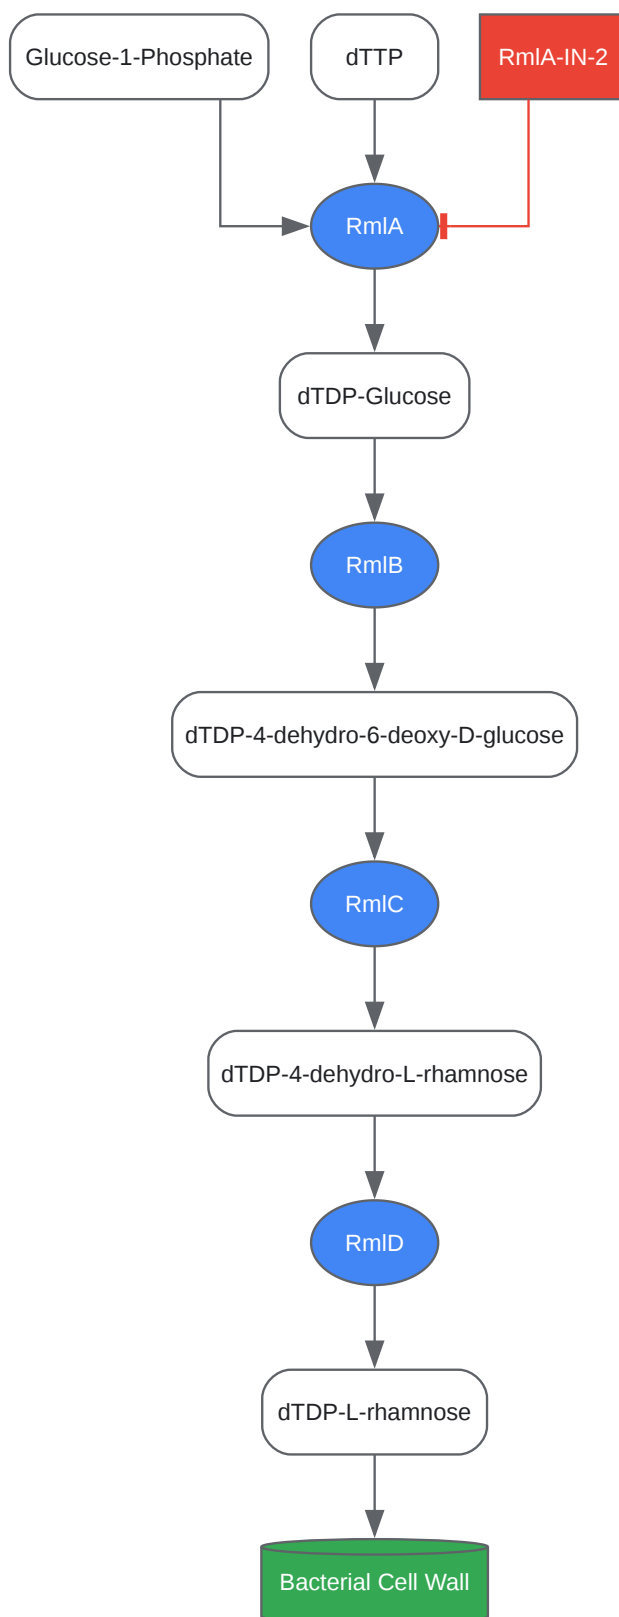 Glucose-1-Phosphate
dTTP
RmlA-IN-2
RmlA
dTDP-Glucose
RmlB
dTDP-4-dehydro-6-deoxy-D-glucose
RmlC
dTDP-4-dehydro-L-rhamnose
RmlD
dTDP-L-rhamnose
Bacterial Cell Wall